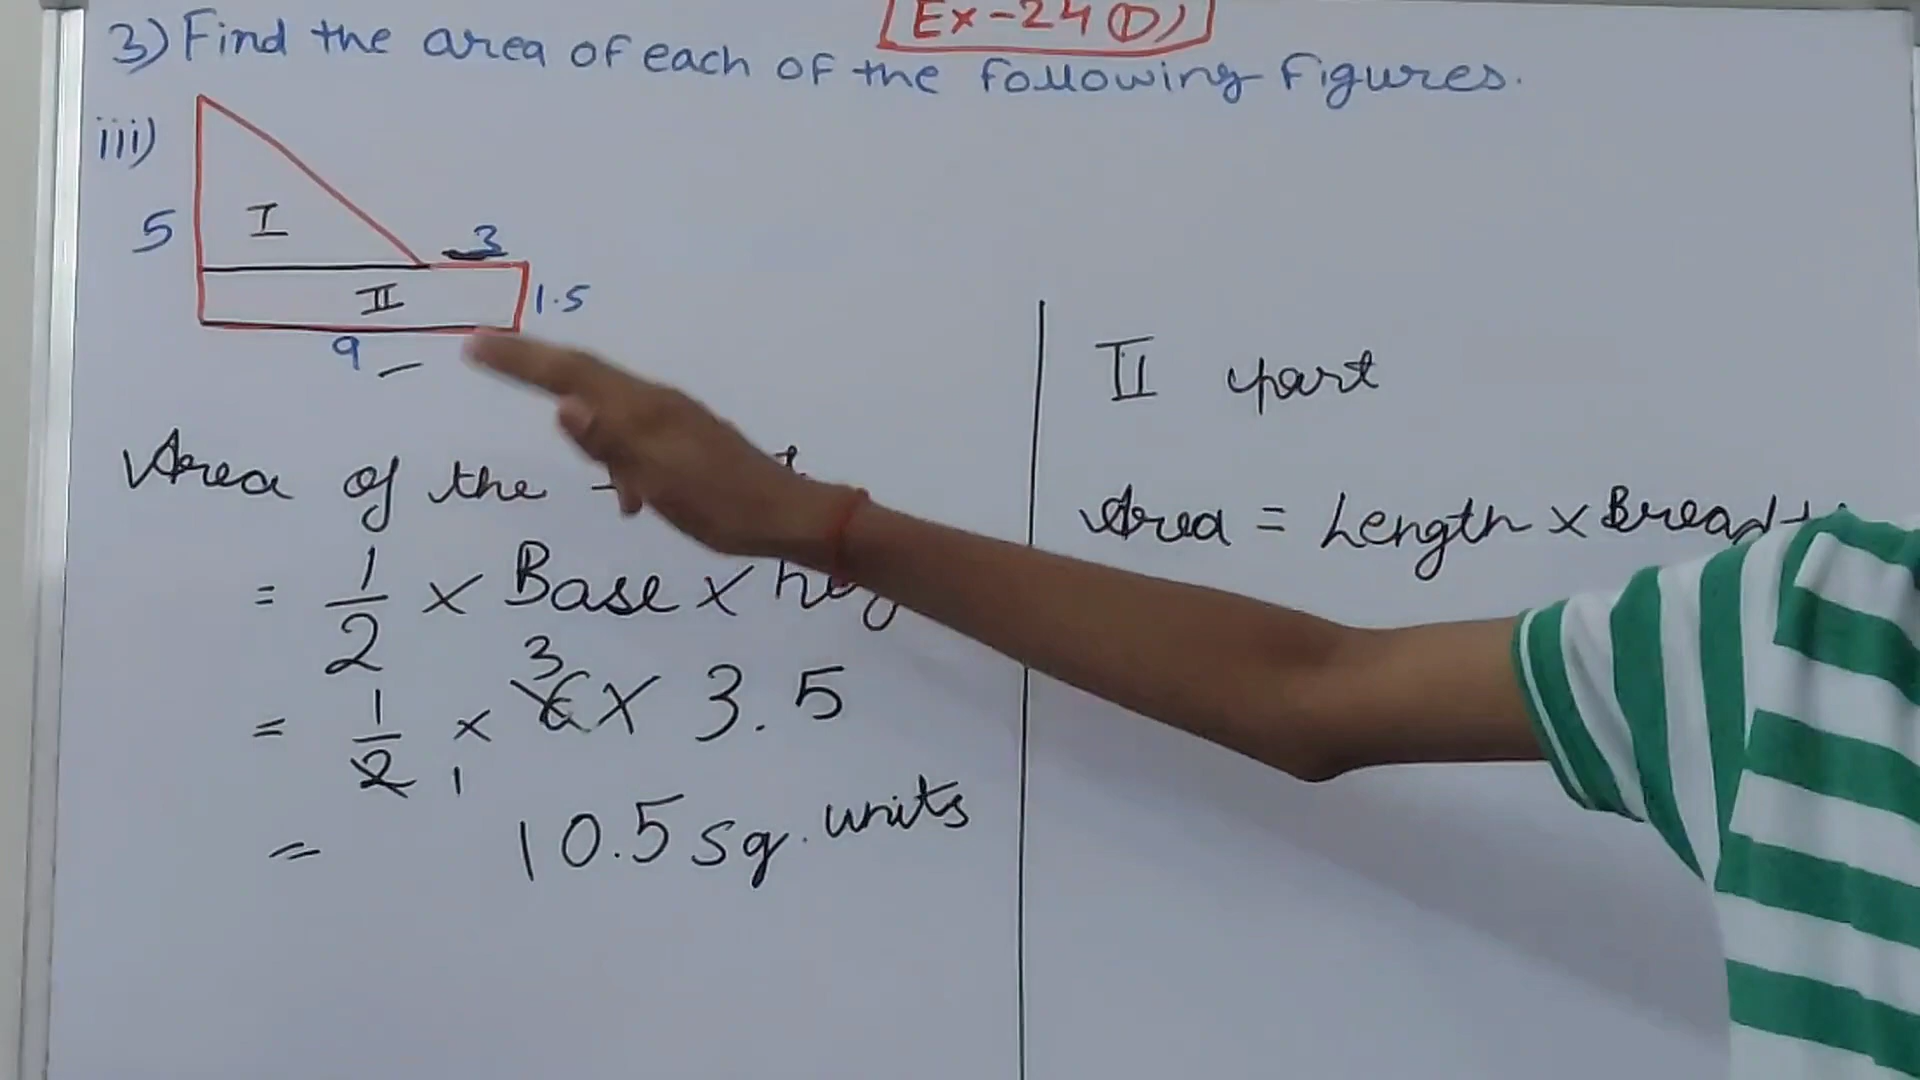 Ex-24 (D)
3) Find the area of each of the following figures.
iii)
I
5
3
II
1.5
9
Area of the
= 1/2 × Base ×
3
= 1/2 × 6 × 3.5
1
= 10.5 sq. units
II part
Area = Length ×